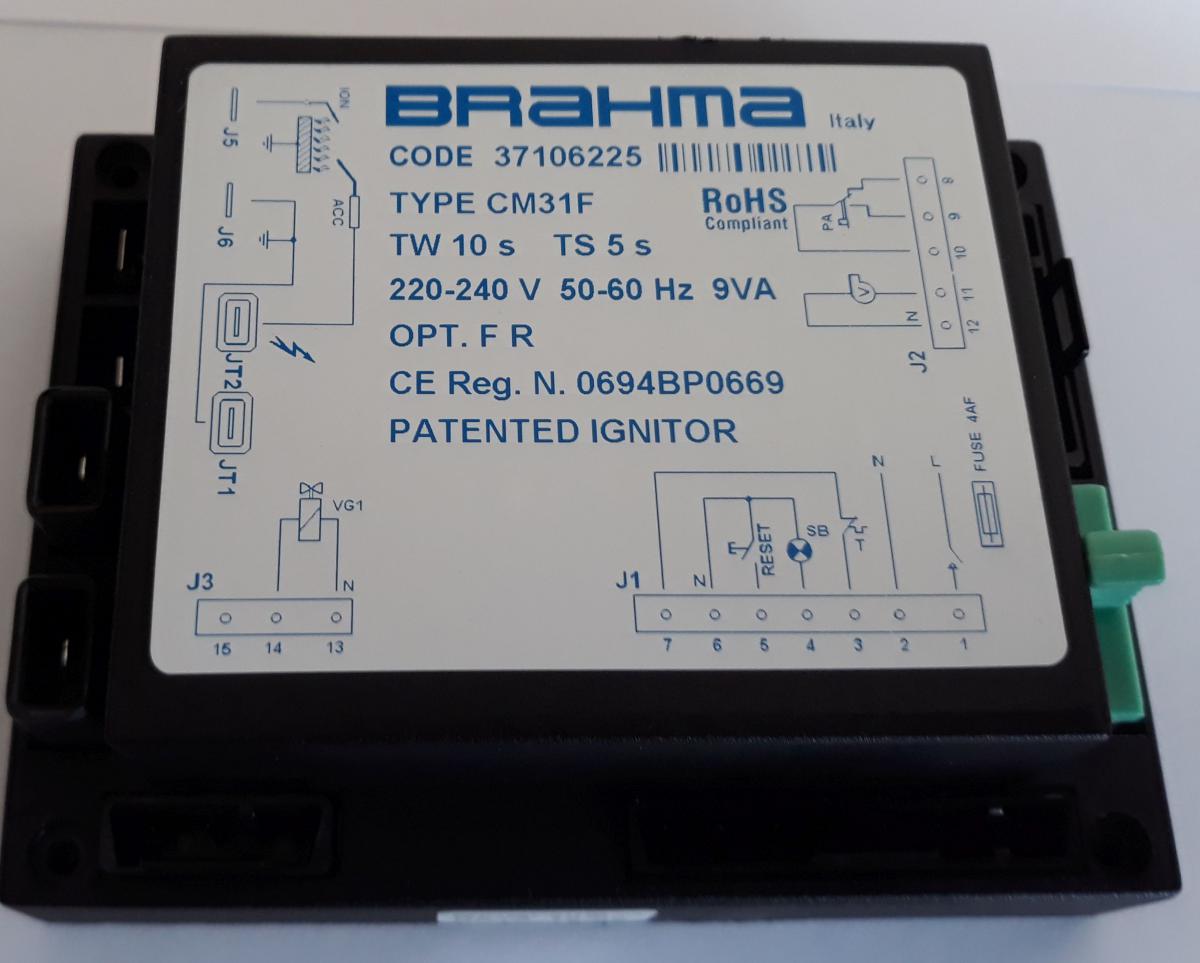 BRAHMA
Italy
CODE 37106225
TYPE CM31F
RoHS
Compliant
TW 10 s TS 5 s
220-240 V 50-60 Hz 9VA
OPT. F R
CE Reg. N. 0694BP0669
PATENTED IGNITOR
ION
J5
ACC
J6
JT2
JT1
VG1
J3
N
15 14 13
PA
8
9
10
V
11
N
12
J2
FUSE 4AF
N L
SB
T
RESET
J1
N
7 6 5 4 3 2 1